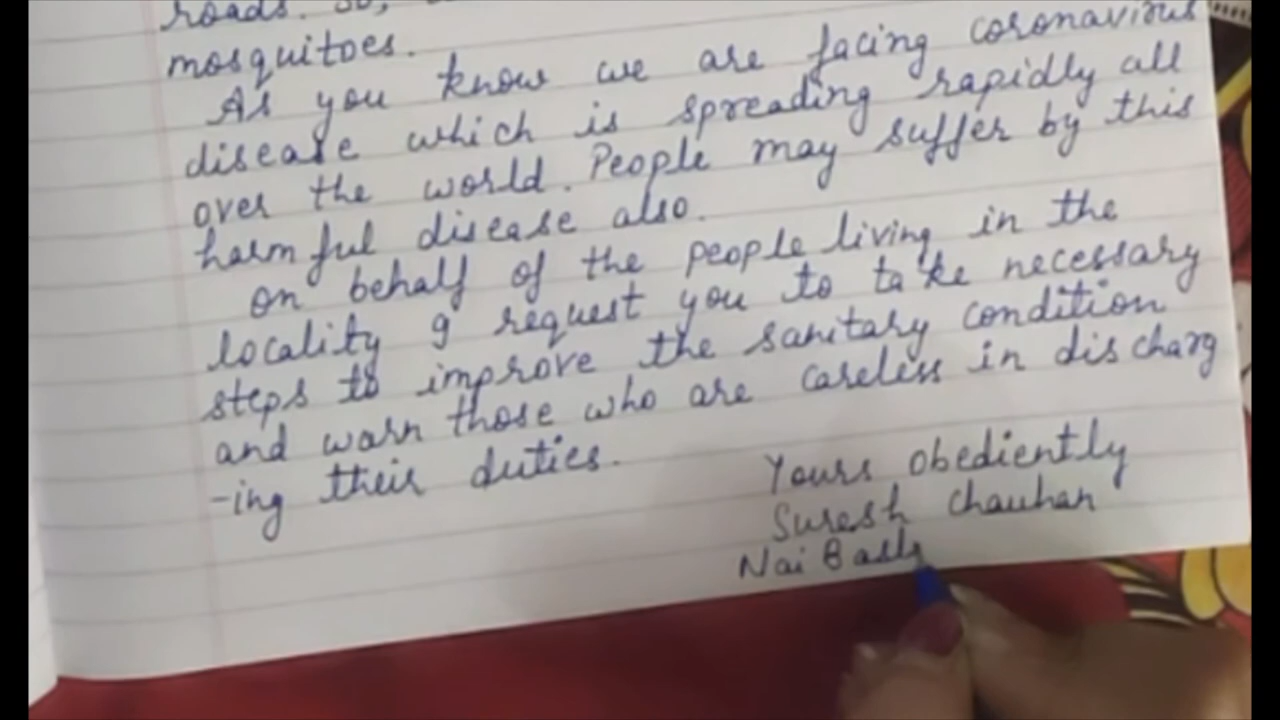 roads. So,
mosquitoes.
As you know we are facing coronavirus
disease which is spreading rapidly all
over the world. People may suffer by this
harmful disease also.
on behalf of the people living in the
locality I request you to take necessary
steps to improve the sanitary condition
and warn those who are careless in discharg
-ing their duties.
Yours obediently
Suresh Chauhan
Nai